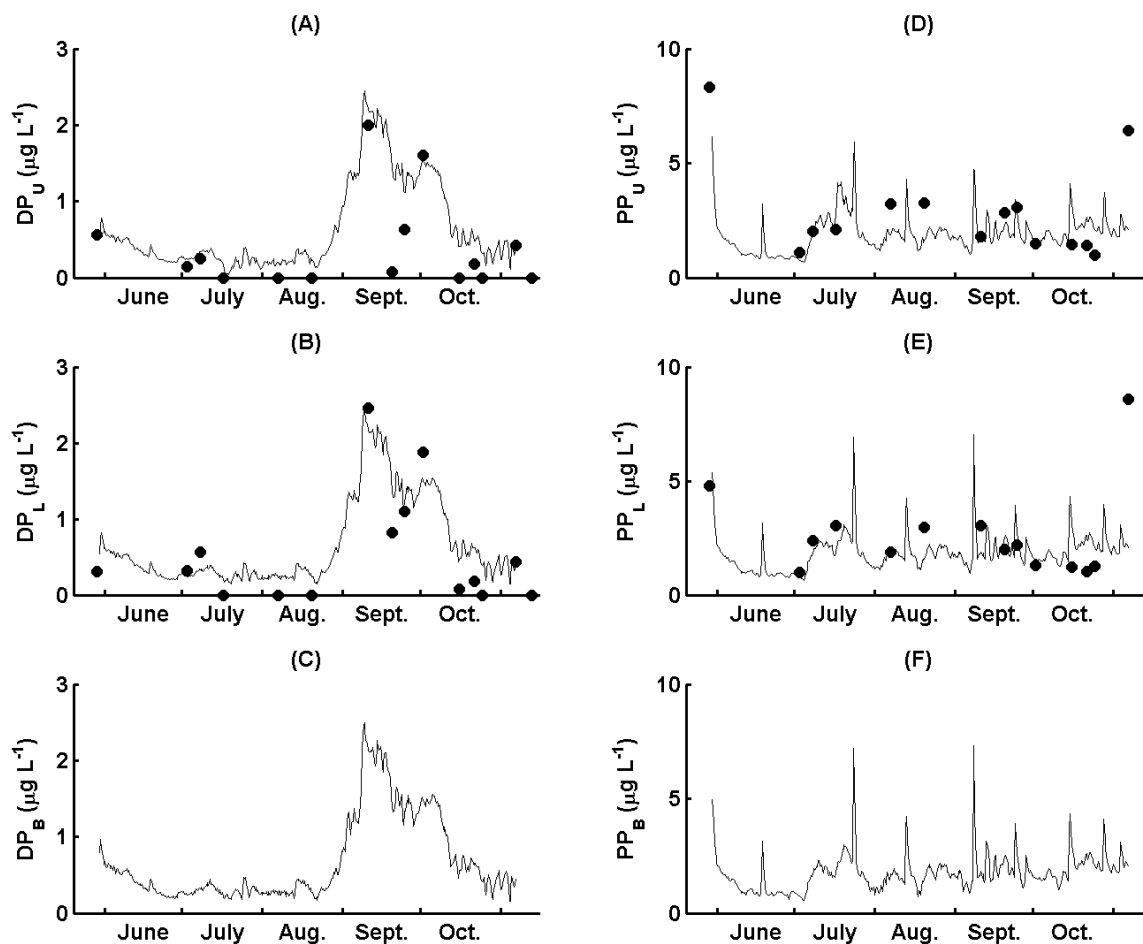 (A)
3
2
1
0
DP_U (µg L⁻¹)
June July Aug. Sept. Oct.
(D)
10
5
0
PP_U (µg L⁻¹)
June July Aug. Sept. Oct.
(B)
3
2
1
0
DP_L (µg L⁻¹)
June July Aug. Sept. Oct.
(E)
10
5
0
PP_L (µg L⁻¹)
June July Aug. Sept. Oct.
(C)
3
2
1
0
DP_B (µg L⁻¹)
June July Aug. Sept. Oct.
(F)
10
5
0
PP_B (µg L⁻¹)
June July Aug. Sept. Oct.